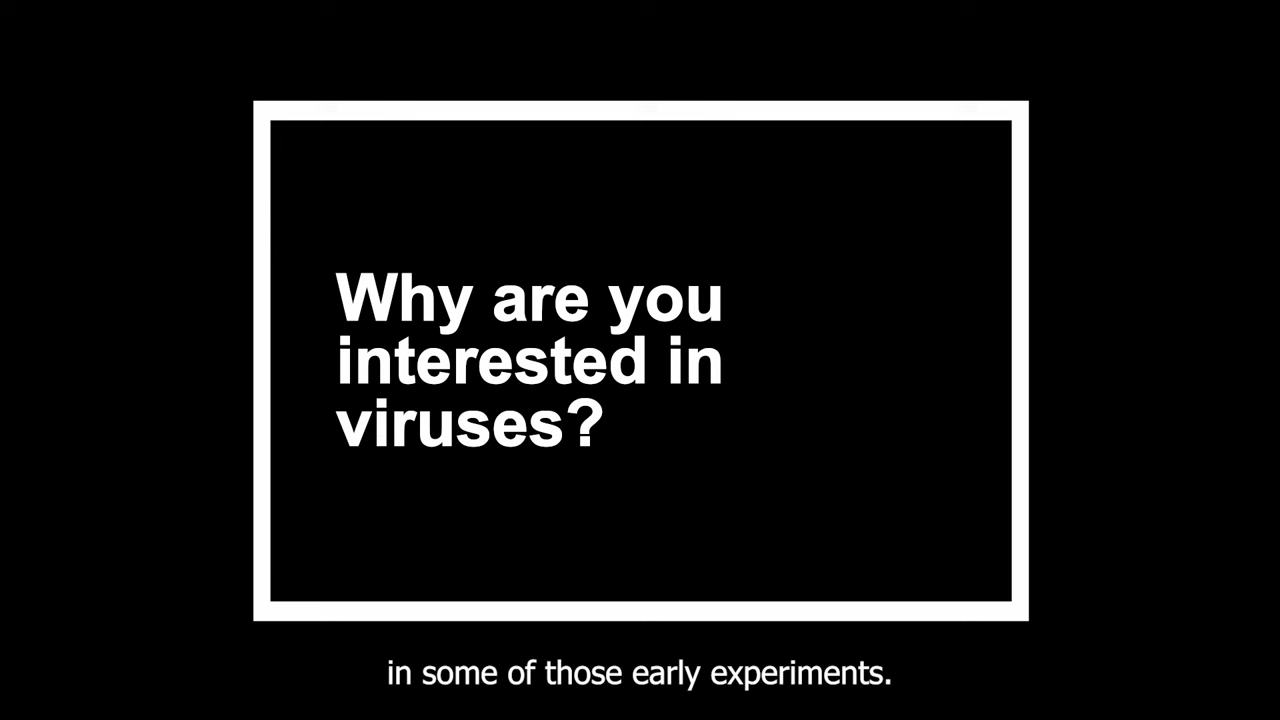 Why are you
interested in
viruses?
in some of those early experiments.